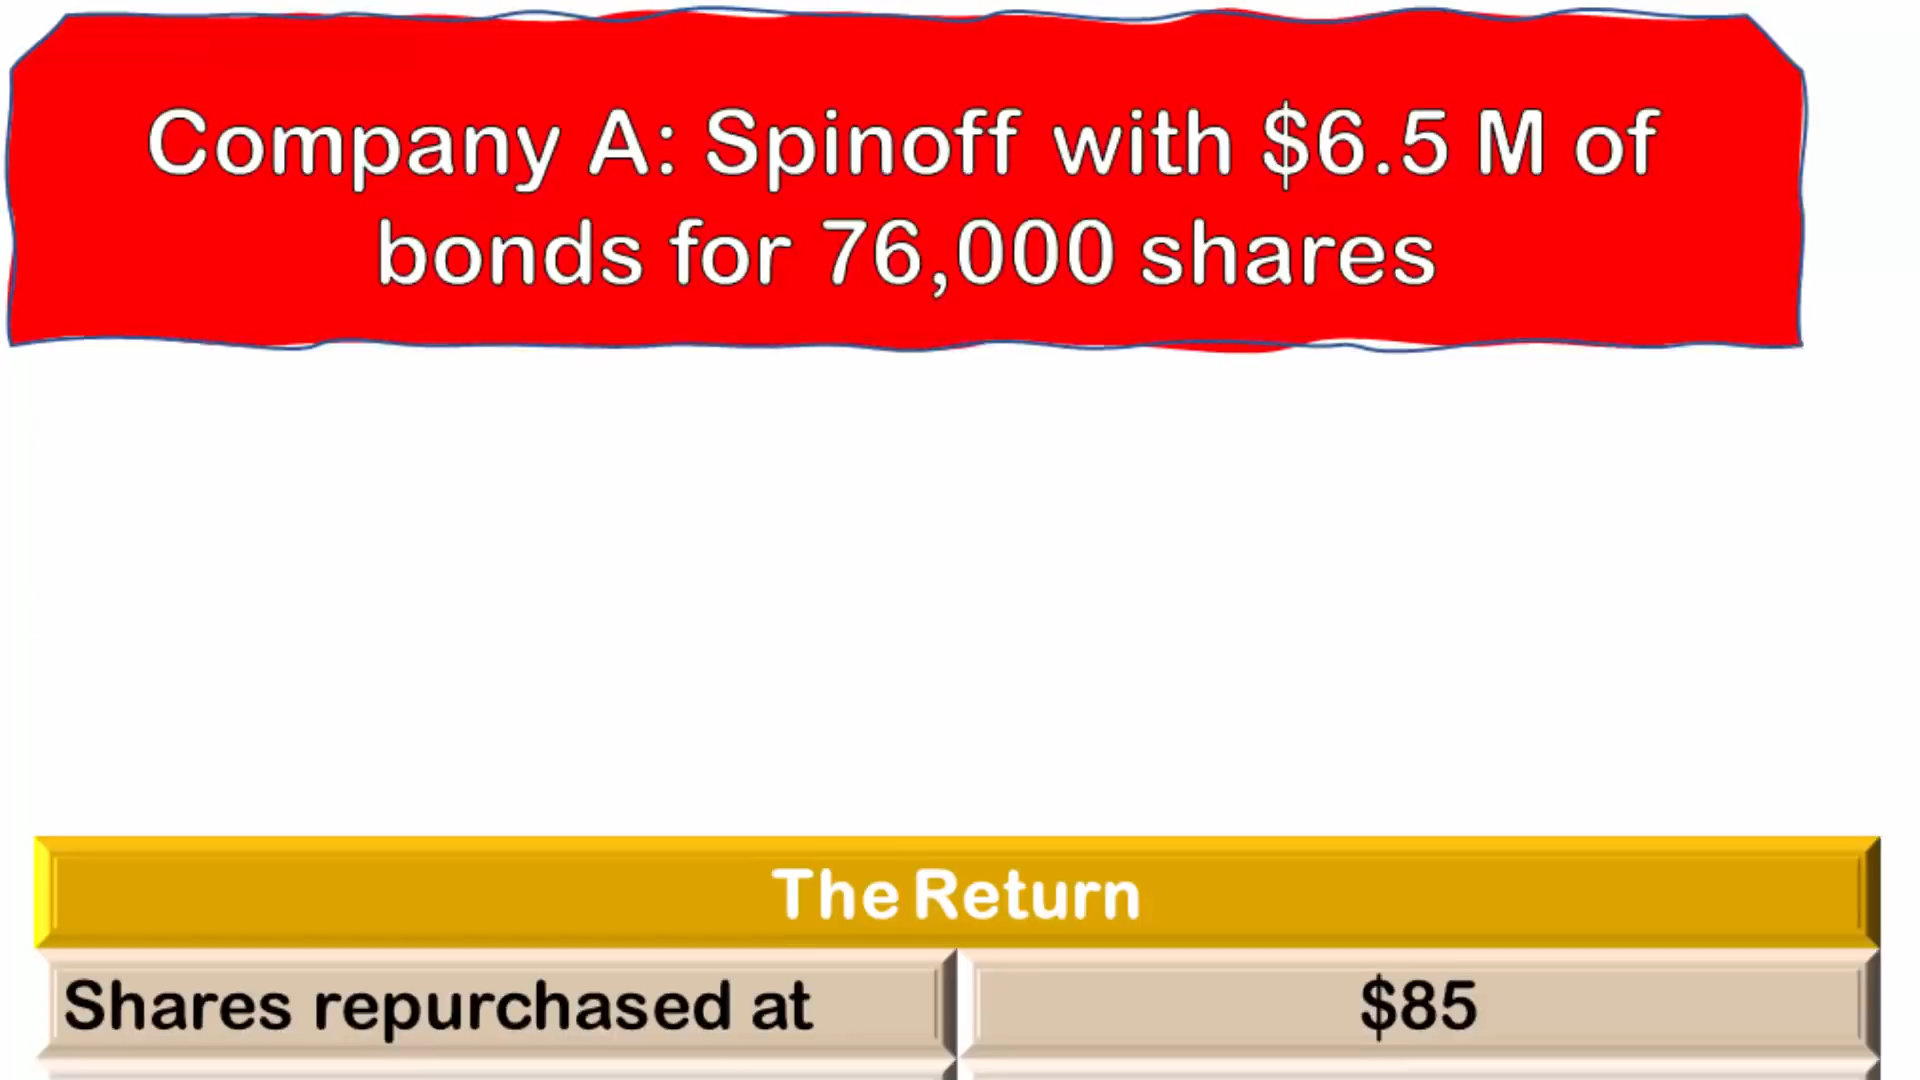 Company A: Spinoff with $6.5 M of
bonds for 76,000 shares
The Return
Shares repurchased at
$85